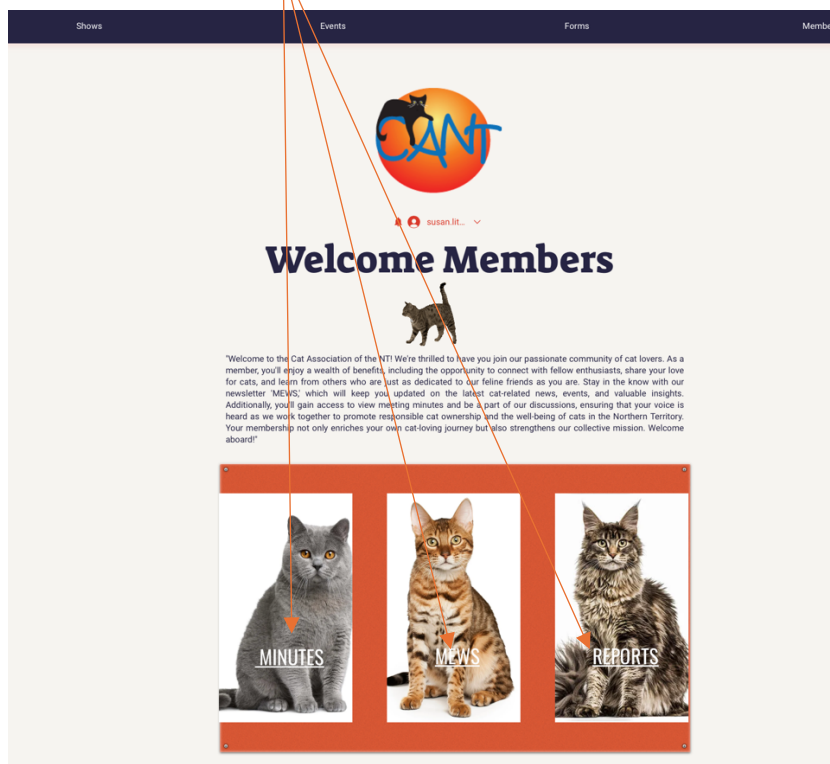 Shows Events Forms Membe
CANT
susan.lit...
Welcome Members
"Welcome to the Cat Association of the NT! We're thrilled to have you join our passionate community of cat lovers. As a
member, you'll enjoy a wealth of benefits, including the opportunity to connect with fellow enthusiasts, share your love
for cats, and learn from others who are just as dedicated to our feline friends as you are. Stay in the know with our
newsletter 'MEWS,' which will keep you updated on the latest cat-related news, events, and valuable insights.
Additionally, you'll gain access to view meeting minutes and be a part of our discussions, ensuring that your voice is
heard as we work together to promote responsible cat ownership and the well-being of cats in the Northern Territory.
Your membership not only enriches your own cat-loving journey but also strengthens our collective mission. Welcome
aboard!"
MINUTES MEWS REPORTS